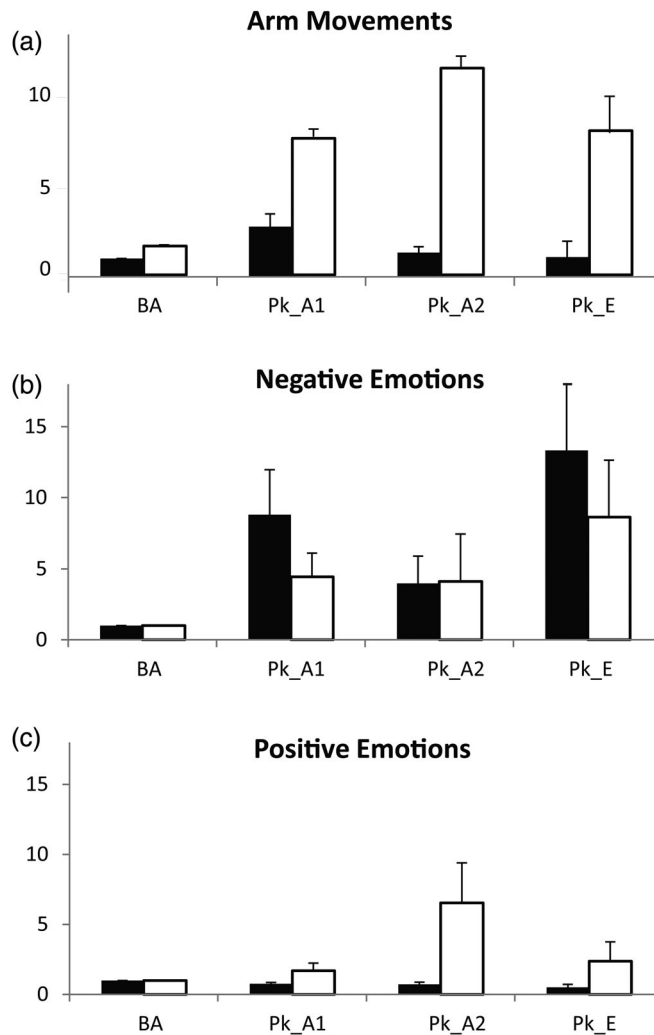 (a)
Arm Movements
10
5
0
BA Pk_A1 Pk_A2 Pk_E
(b)
Negative Emotions
15
10
5
0
BA Pk_A1 Pk_A2 Pk_E
(c)
Positive Emotions
15
10
5
0
BA Pk_A1 Pk_A2 Pk_E